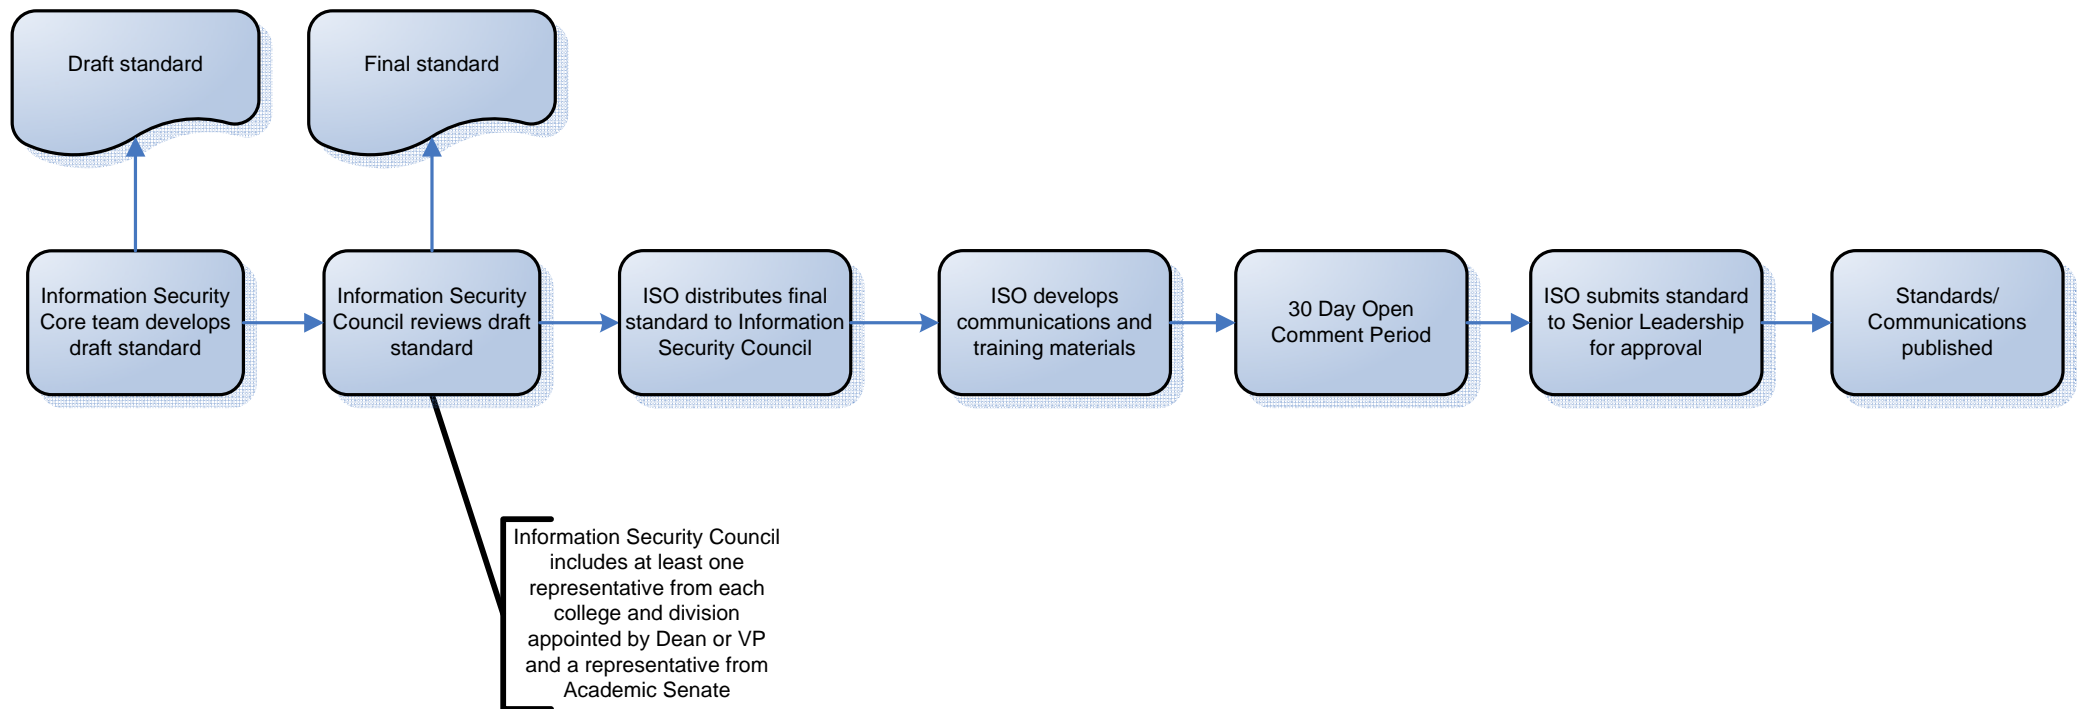 Draft standard
Final standard
Information Security
Core team develops
draft standard
Information Security
Council reviews draft
standard
ISO distributes final
standard to Information
Security Council
ISO develops
communications and
training materials
30 Day Open
Comment Period
ISO submits standard
to Senior Leadership
for approval
Standards/
Communications
published
Information Security Council
includes at least one
representative from each
college and division
appointed by Dean or VP
and a representative from
Academic Senate